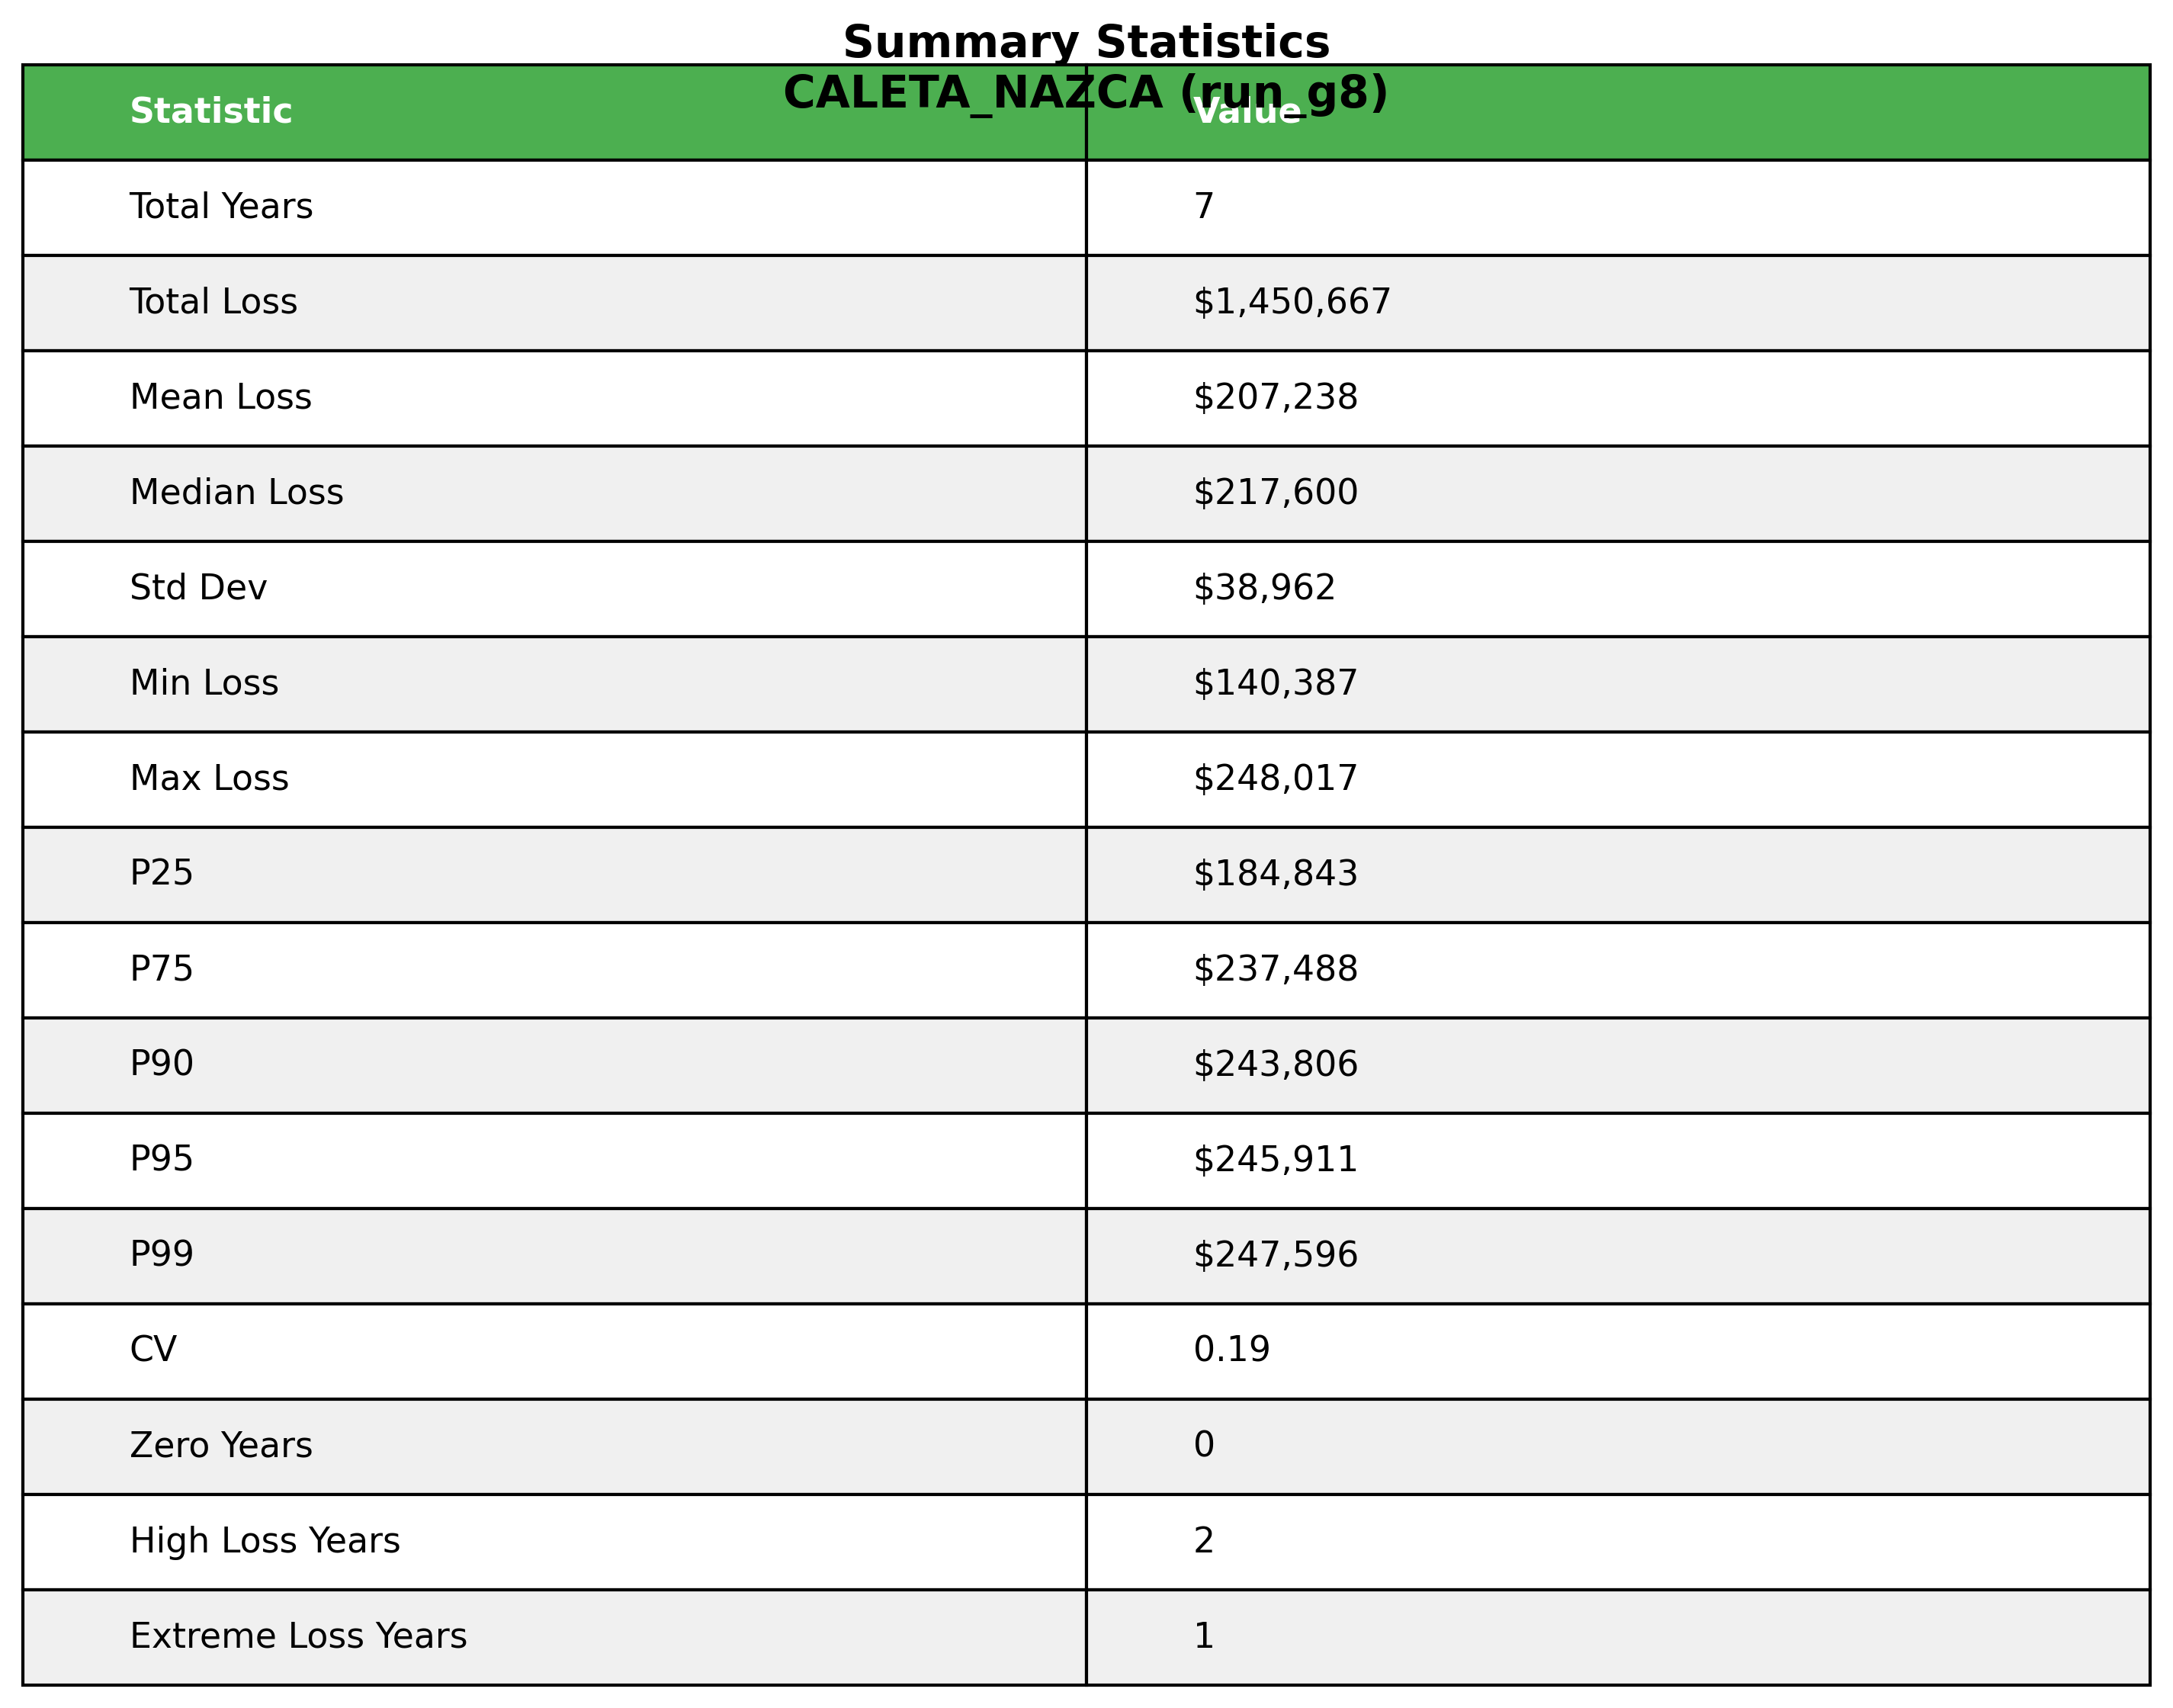 Summary Statistics
CALETA_NAZCA (run_g8)
Statistic Value
Total Years 7
Total Loss $1,450,667
Mean Loss $207,238
Median Loss $217,600
Std Dev $38,962
Min Loss $140,387
Max Loss $248,017
P25 $184,843
P75 $237,488
P90 $243,806
P95 $245,911
P99 $247,596
CV 0.19
Zero Years 0
High Loss Years 2
Extreme Loss Years 1